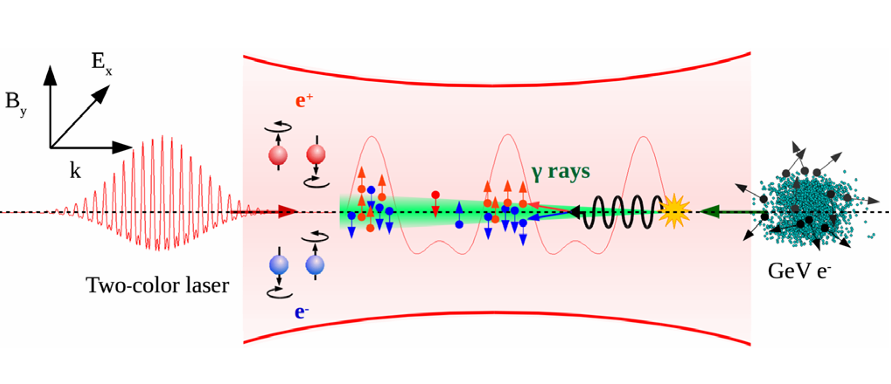 E_x
B_y
k
e⁺
γ rays
Two-color laser
e⁻
GeV e⁻